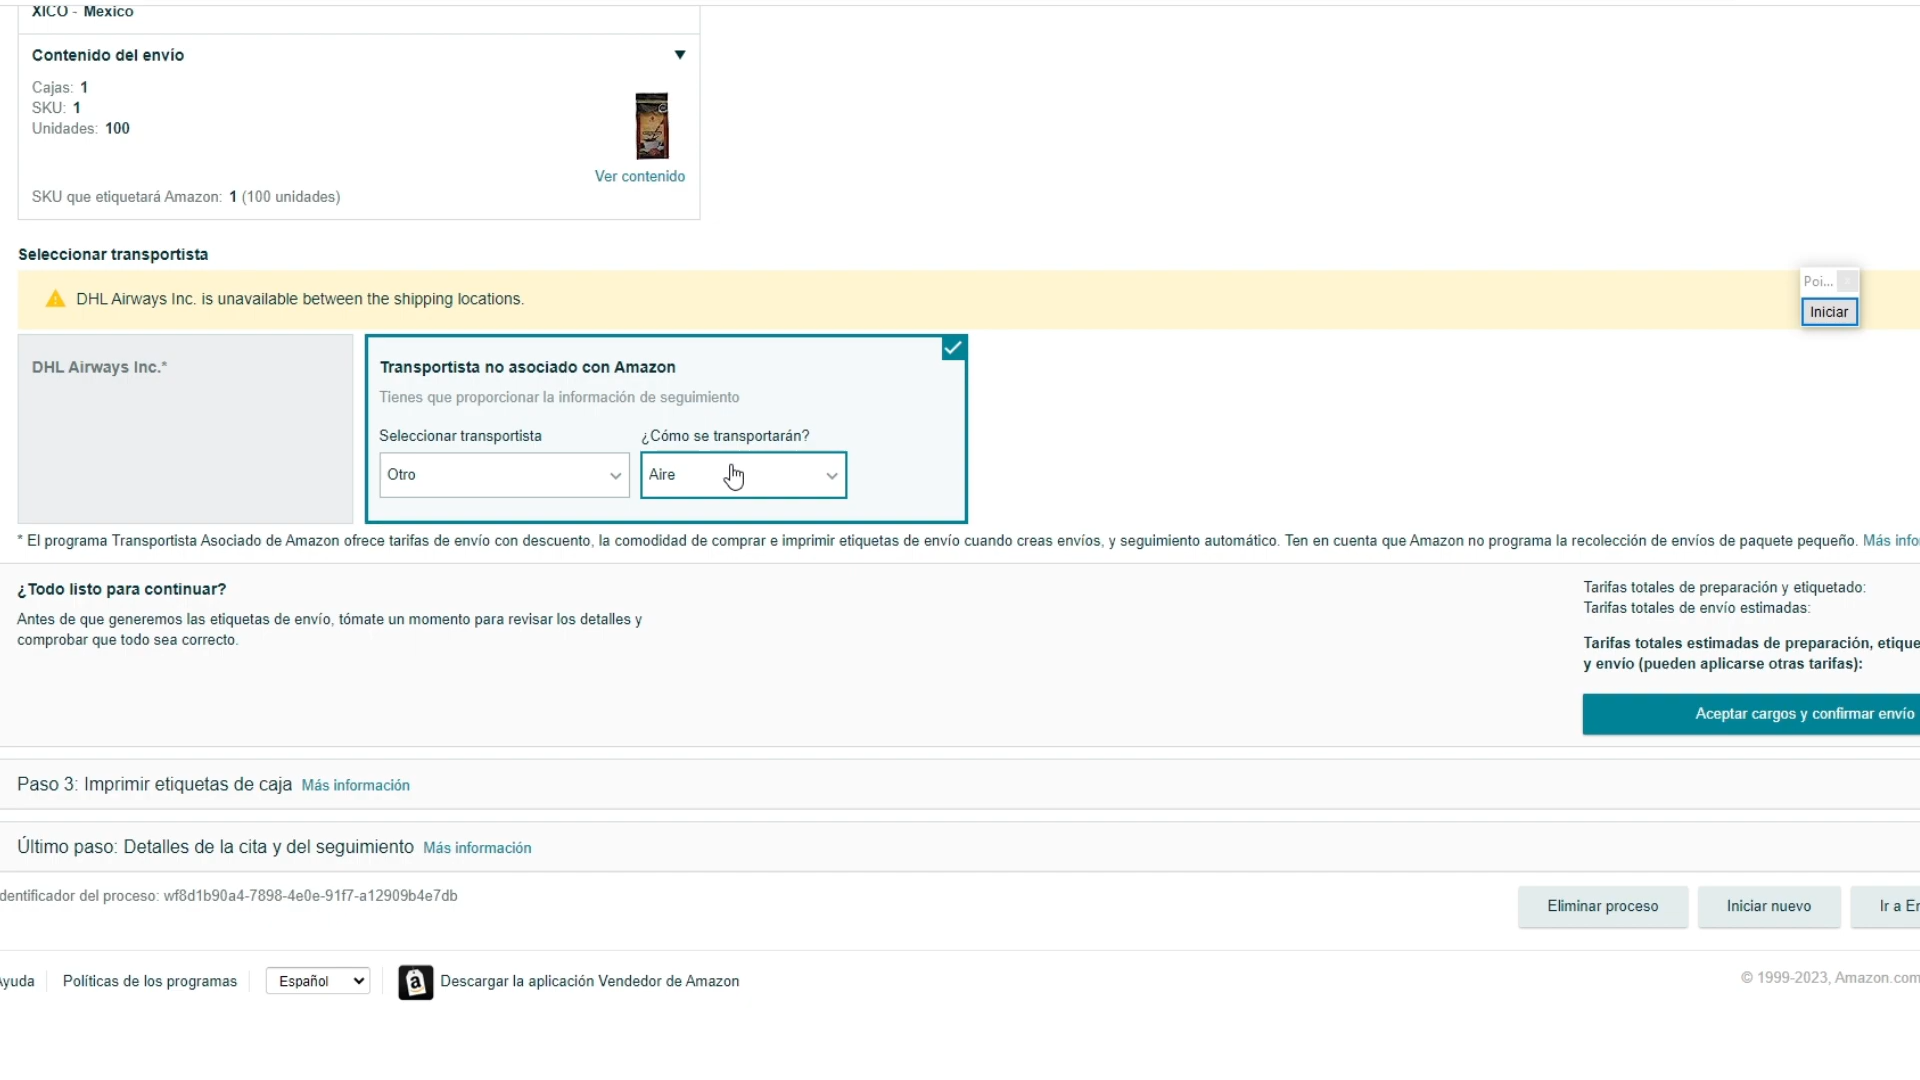 XICO - Mexico
Contenido del envío
Cajas: 1
SKU: 1
Unidades: 100
Ver contenido
SKU que etiquetará Amazon: 1 (100 unidades)
Seleccionar transportista
DHL Airways Inc. is unavailable between the shipping locations.
Poi...
Iniciar
DHL Airways Inc.*
Transportista no asociado con Amazon
Tienes que proporcionar la información de seguimiento
Seleccionar transportista
¿Cómo se transportarán?
Otro
Aire
* El programa Transportista Asociado de Amazon ofrece tarifas de envío con descuento, la comodidad de comprar e imprimir etiquetas de envío cuando creas envíos, y seguimiento automático. Ten en cuenta que Amazon no programa la recolección de envíos de paquete pequeño. Más info
¿Todo listo para continuar?
Antes de que generemos las etiquetas de envío, tómate un momento para revisar los detalles y
comprobar que todo sea correcto.
Tarifas totales de preparación y etiquetado:
Tarifas totales de envío estimadas:
Tarifas totales estimadas de preparación, etique
y envío (pueden aplicarse otras tarifas):
Aceptar cargos y confirmar envío
Paso 3: Imprimir etiquetas de caja Más información
Último paso: Detalles de la cita y del seguimiento Más información
dentificador del proceso: wf8d1b90a4-7898-4e0e-91f7-a12909b4e7db
Eliminar proceso
Iniciar nuevo
Ir a En
Ayuda
Políticas de los programas
Español
Descargar la aplicación Vendedor de Amazon
© 1999-2023, Amazon.com